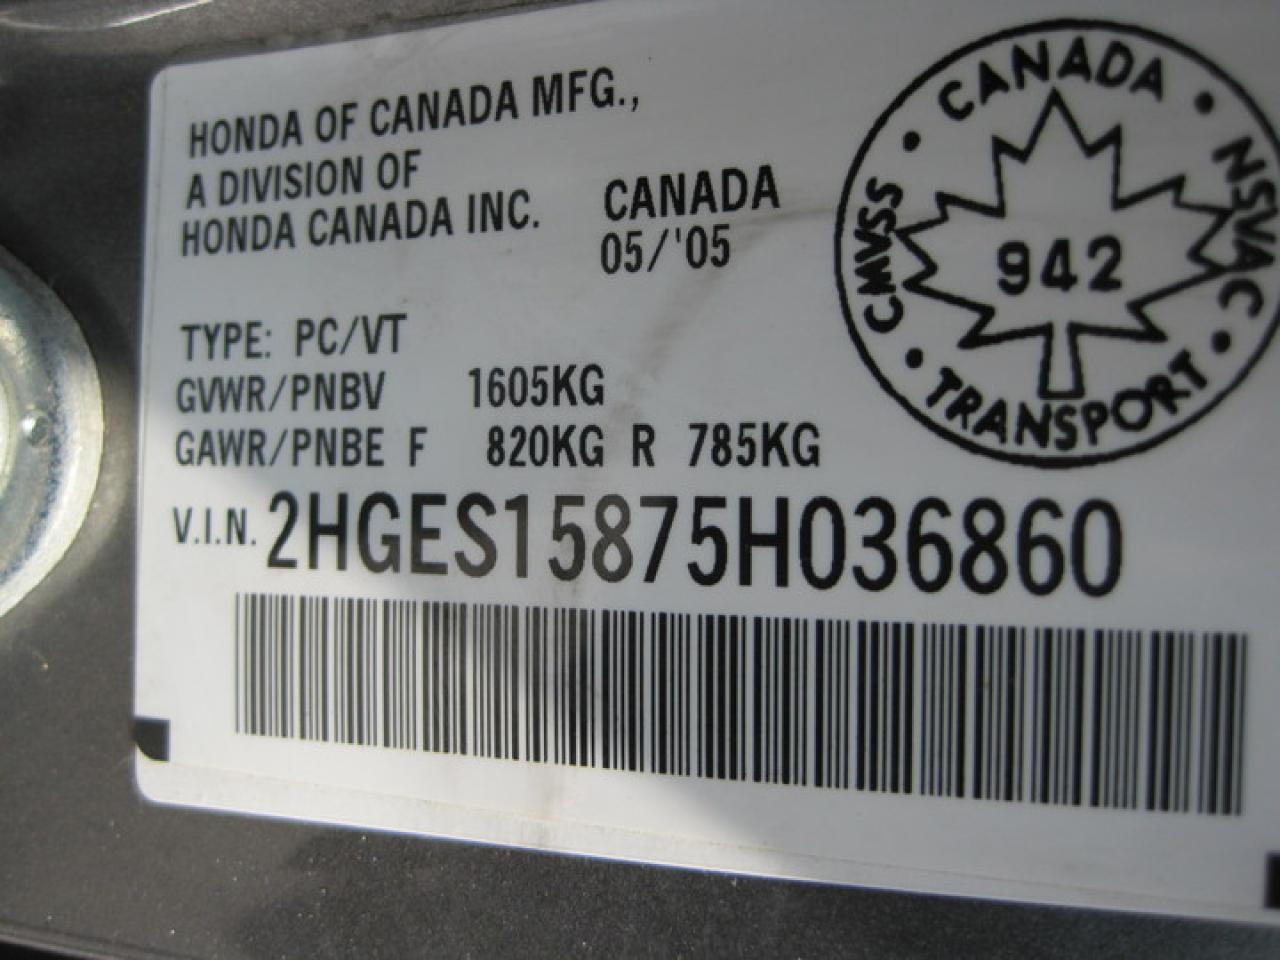 HONDA OF CANADA MFG.,
A DIVISION OF
HONDA CANADA INC.
CANADA
05/'05
TYPE: PC/VT
GVWR/PNBV 1605KG
GAWR/PNBE F 820KG R 785KG
V.I.N. 2HGES15875H036860
CANADA • NSVAC • TRANSPORT • CMVSS •
942